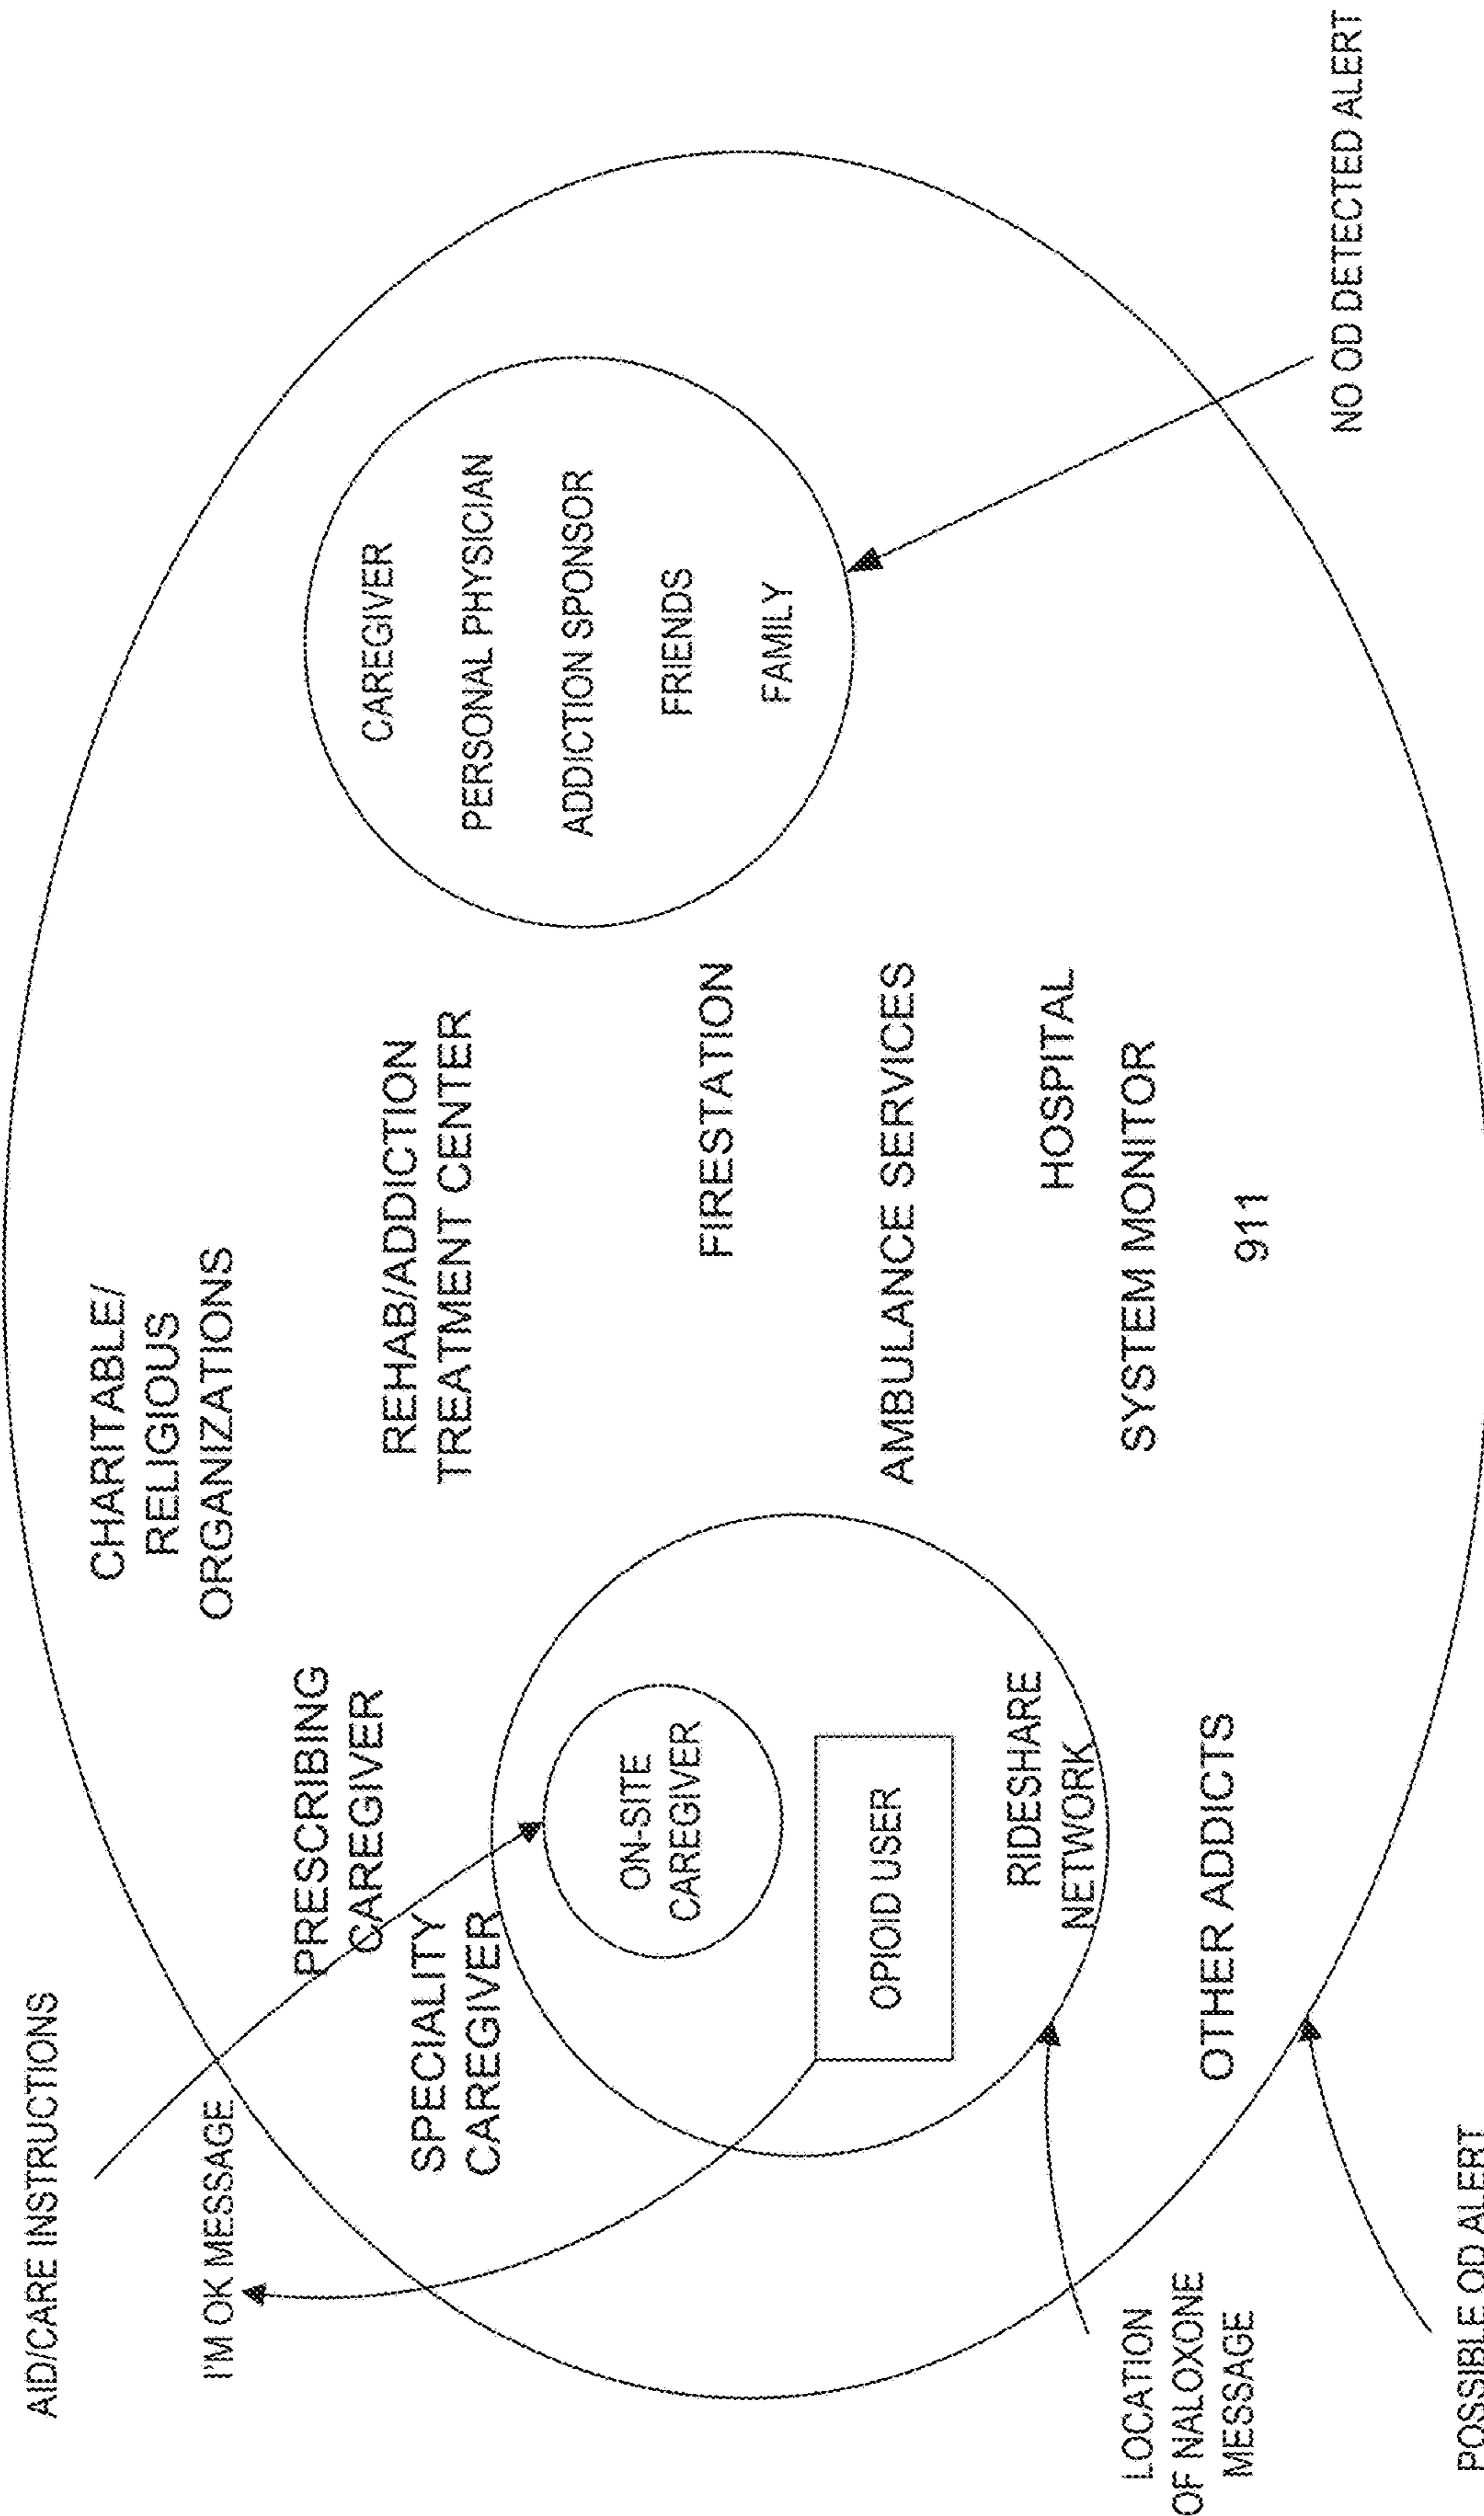 AID/CARE INSTRUCTIONS
I'M OK MESSAGE
CHARITABLE/
RELIGIOUS
ORGANIZATIONS
PRESCRIBING
CAREGIVER
SPECIALITY
CAREGIVER
REHAB/ADDICTION
TREATMENT CENTER
CAREGIVER
PERSONAL PHYSICIAN
ADDICTION SPONSOR
FRIENDS
FAMILY
ON-SITE
CAREGIVER
OPIOID USER
RIDESHARE
NETWORK
FIRESTATION
AMBULANCE SERVICES
HOSPITAL
SYSTEM MONITOR
911
OTHER ADDICTS
LOCATION
OF NALOXONE
MESSAGE
POSSIBLE OD ALERT
NO OD DETECTED ALERT